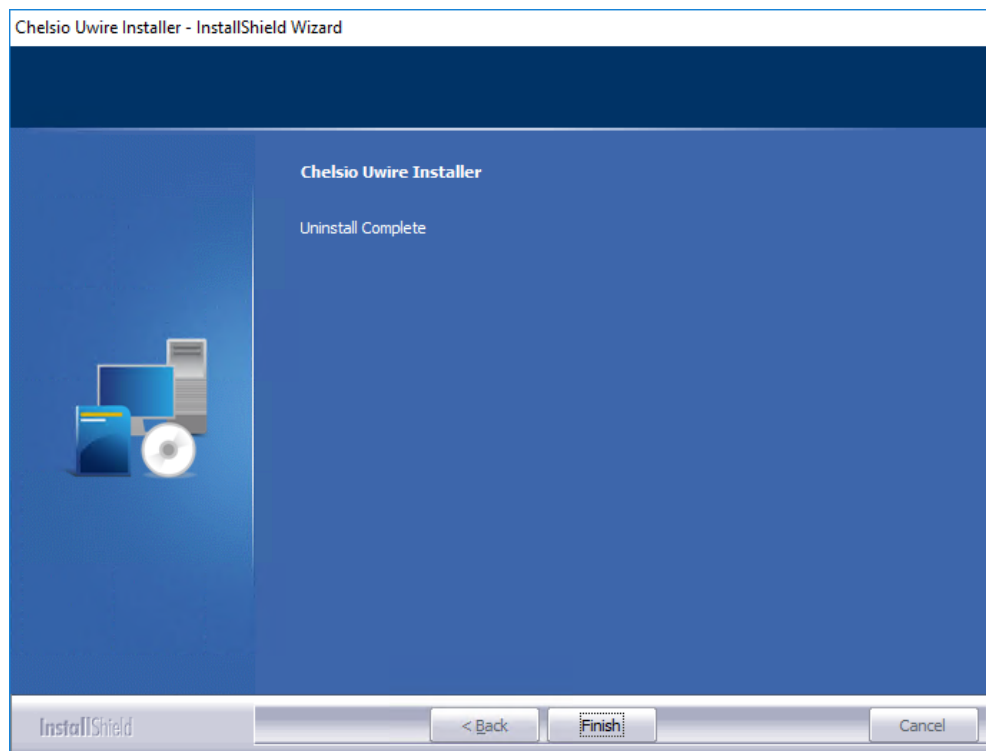 Chelsio Uwire Installer - InstallShield Wizard
Chelsio Uwire Installer
Uninstall Complete
InstallShield
< Back
Finish
Cancel